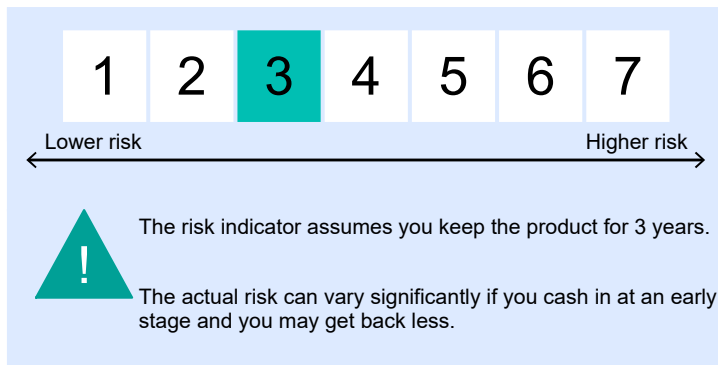 1 2 3 4 5 6 7
Lower risk Higher risk
! The risk indicator assumes you keep the product for 3 years.
The actual risk can vary significantly if you cash in at an early
stage and you may get back less.